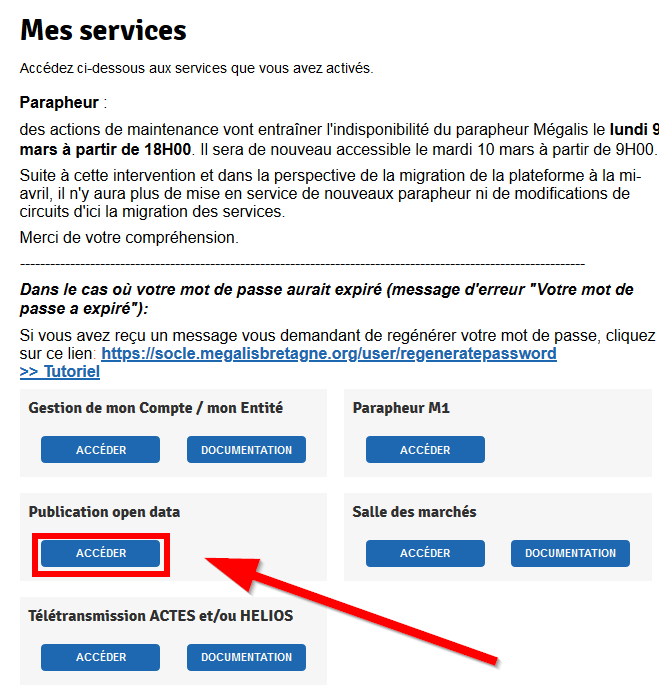 Mes services
Accédez ci-dessous aux services que vous avez activés.
Parapheur :
des actions de maintenance vont entraîner l'indisponibilité du parapheur Mégalis le lundi 9
mars à partir de 18H00. Il sera de nouveau accessible le mardi 10 mars à partir de 9H00.
Suite à cette intervention et dans la perspective de la migration de la plateforme à la mi-
avril, il n'y aura plus de mise en service de nouveaux parapheur ni de modifications de
circuits d'ici la migration des services.
Merci de votre compréhension.
-----------------------------------------------------------------------------------------------------------------
Dans le cas où votre mot de passe aurait expiré (message d'erreur "Votre mot de
passe a expiré"):
Si vous avez reçu un message vous demandant de regénérer votre mot de passe, cliquez
sur ce lien: https://socle.megalisbretagne.org/user/regeneratepassword
>> Tutoriel
Gestion de mon Compte / mon Entité
ACCÉDER DOCUMENTATION
Parapheur M1
ACCÉDER
Publication open data
ACCÉDER
Salle des marchés
ACCÉDER DOCUMENTATION
Télétransmission ACTES et/ou HELIOS
ACCÉDER DOCUMENTATION